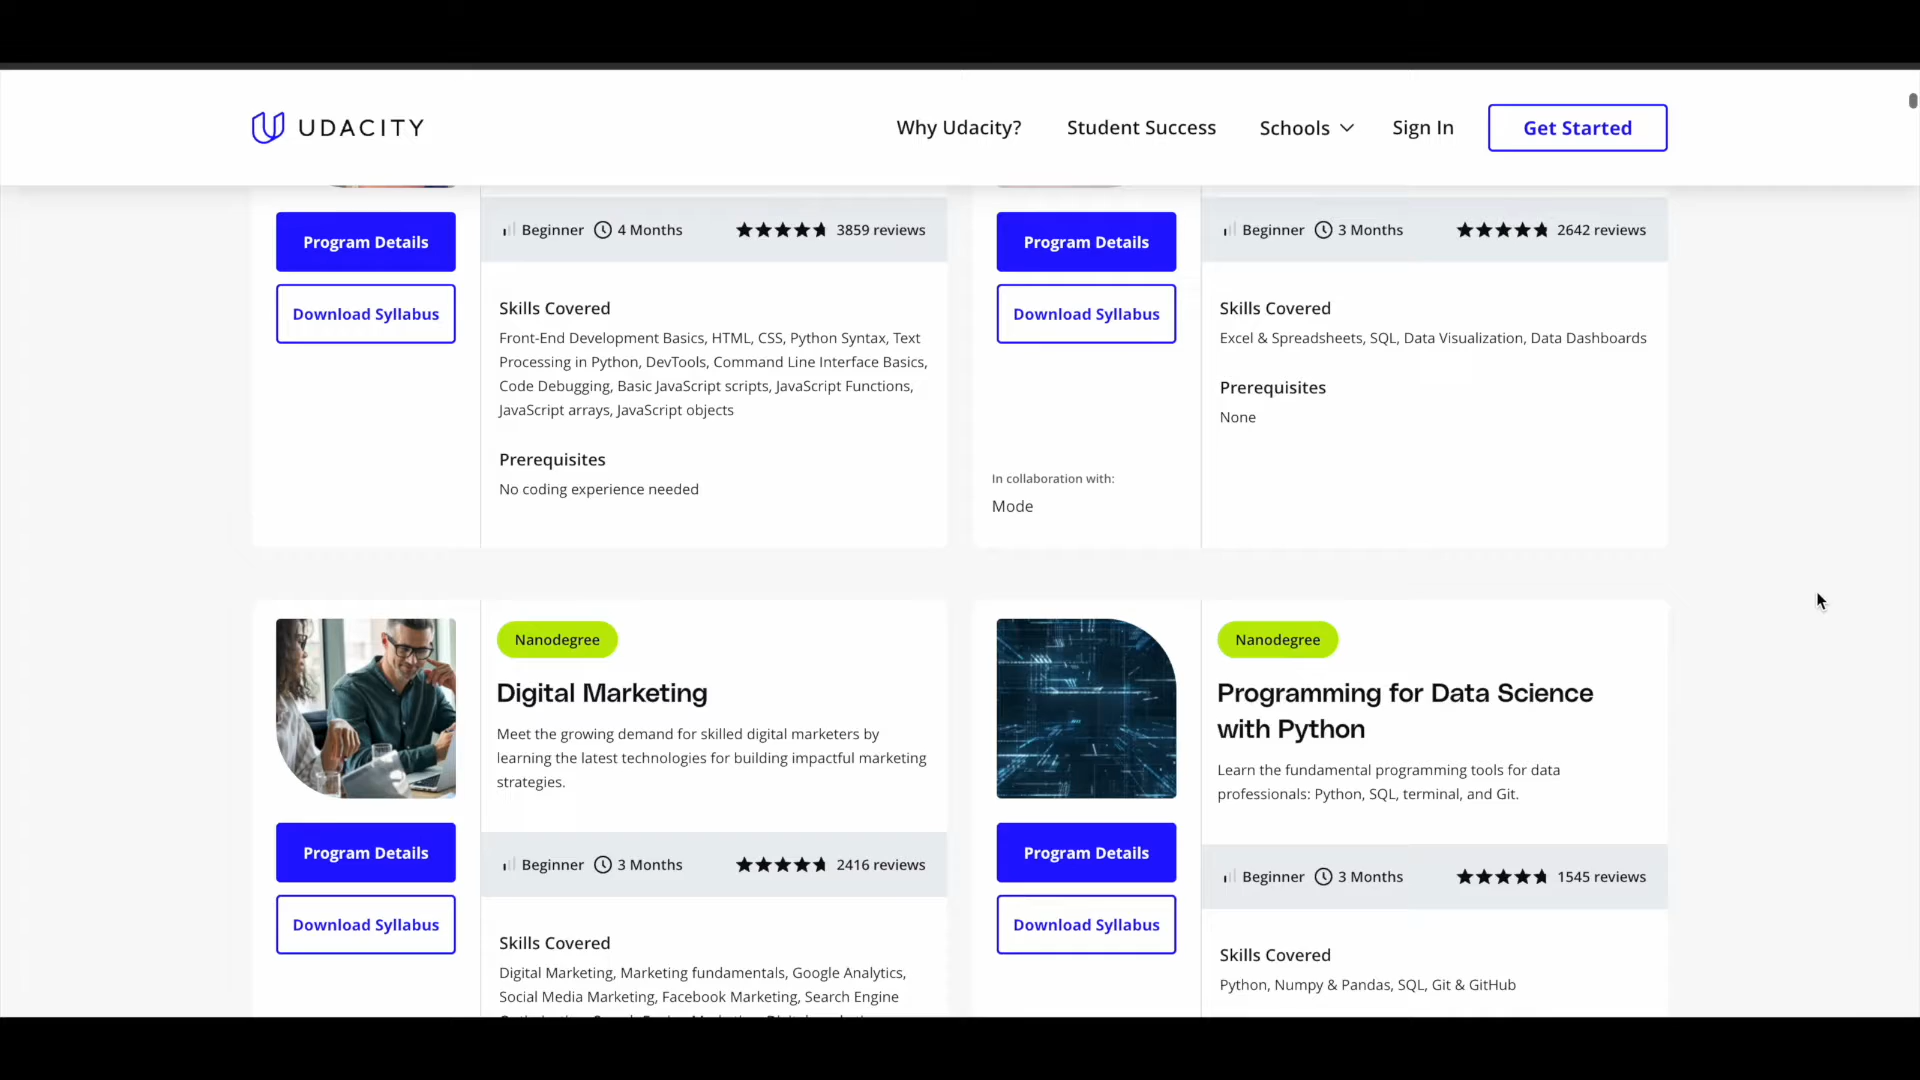 UDACITY
Why Udacity?
Student Success
Schools
Sign In
Get Started
Program Details
Download Syllabus
Beginner
4 Months
3859 reviews
Skills Covered
Front-End Development Basics, HTML, CSS, Python Syntax, Text
Processing in Python, DevTools, Command Line Interface Basics,
Code Debugging, Basic JavaScript scripts, JavaScript Functions,
JavaScript arrays, JavaScript objects
Prerequisites
No coding experience needed
Program Details
Download Syllabus
In collaboration with:
Mode
Beginner
3 Months
2642 reviews
Skills Covered
Excel & Spreadsheets, SQL, Data Visualization, Data Dashboards
Prerequisites
None
Program Details
Download Syllabus
Nanodegree
Digital Marketing
Meet the growing demand for skilled digital marketers by
learning the latest technologies for building impactful marketing
strategies.
Beginner
3 Months
2416 reviews
Skills Covered
Digital Marketing, Marketing fundamentals, Google Analytics,
Social Media Marketing, Facebook Marketing, Search Engine
Program Details
Download Syllabus
Nanodegree
Programming for Data Science
with Python
Learn the fundamental programming tools for data
professionals: Python, SQL, terminal, and Git.
Beginner
3 Months
1545 reviews
Skills Covered
Python, Numpy & Pandas, SQL, Git & GitHub